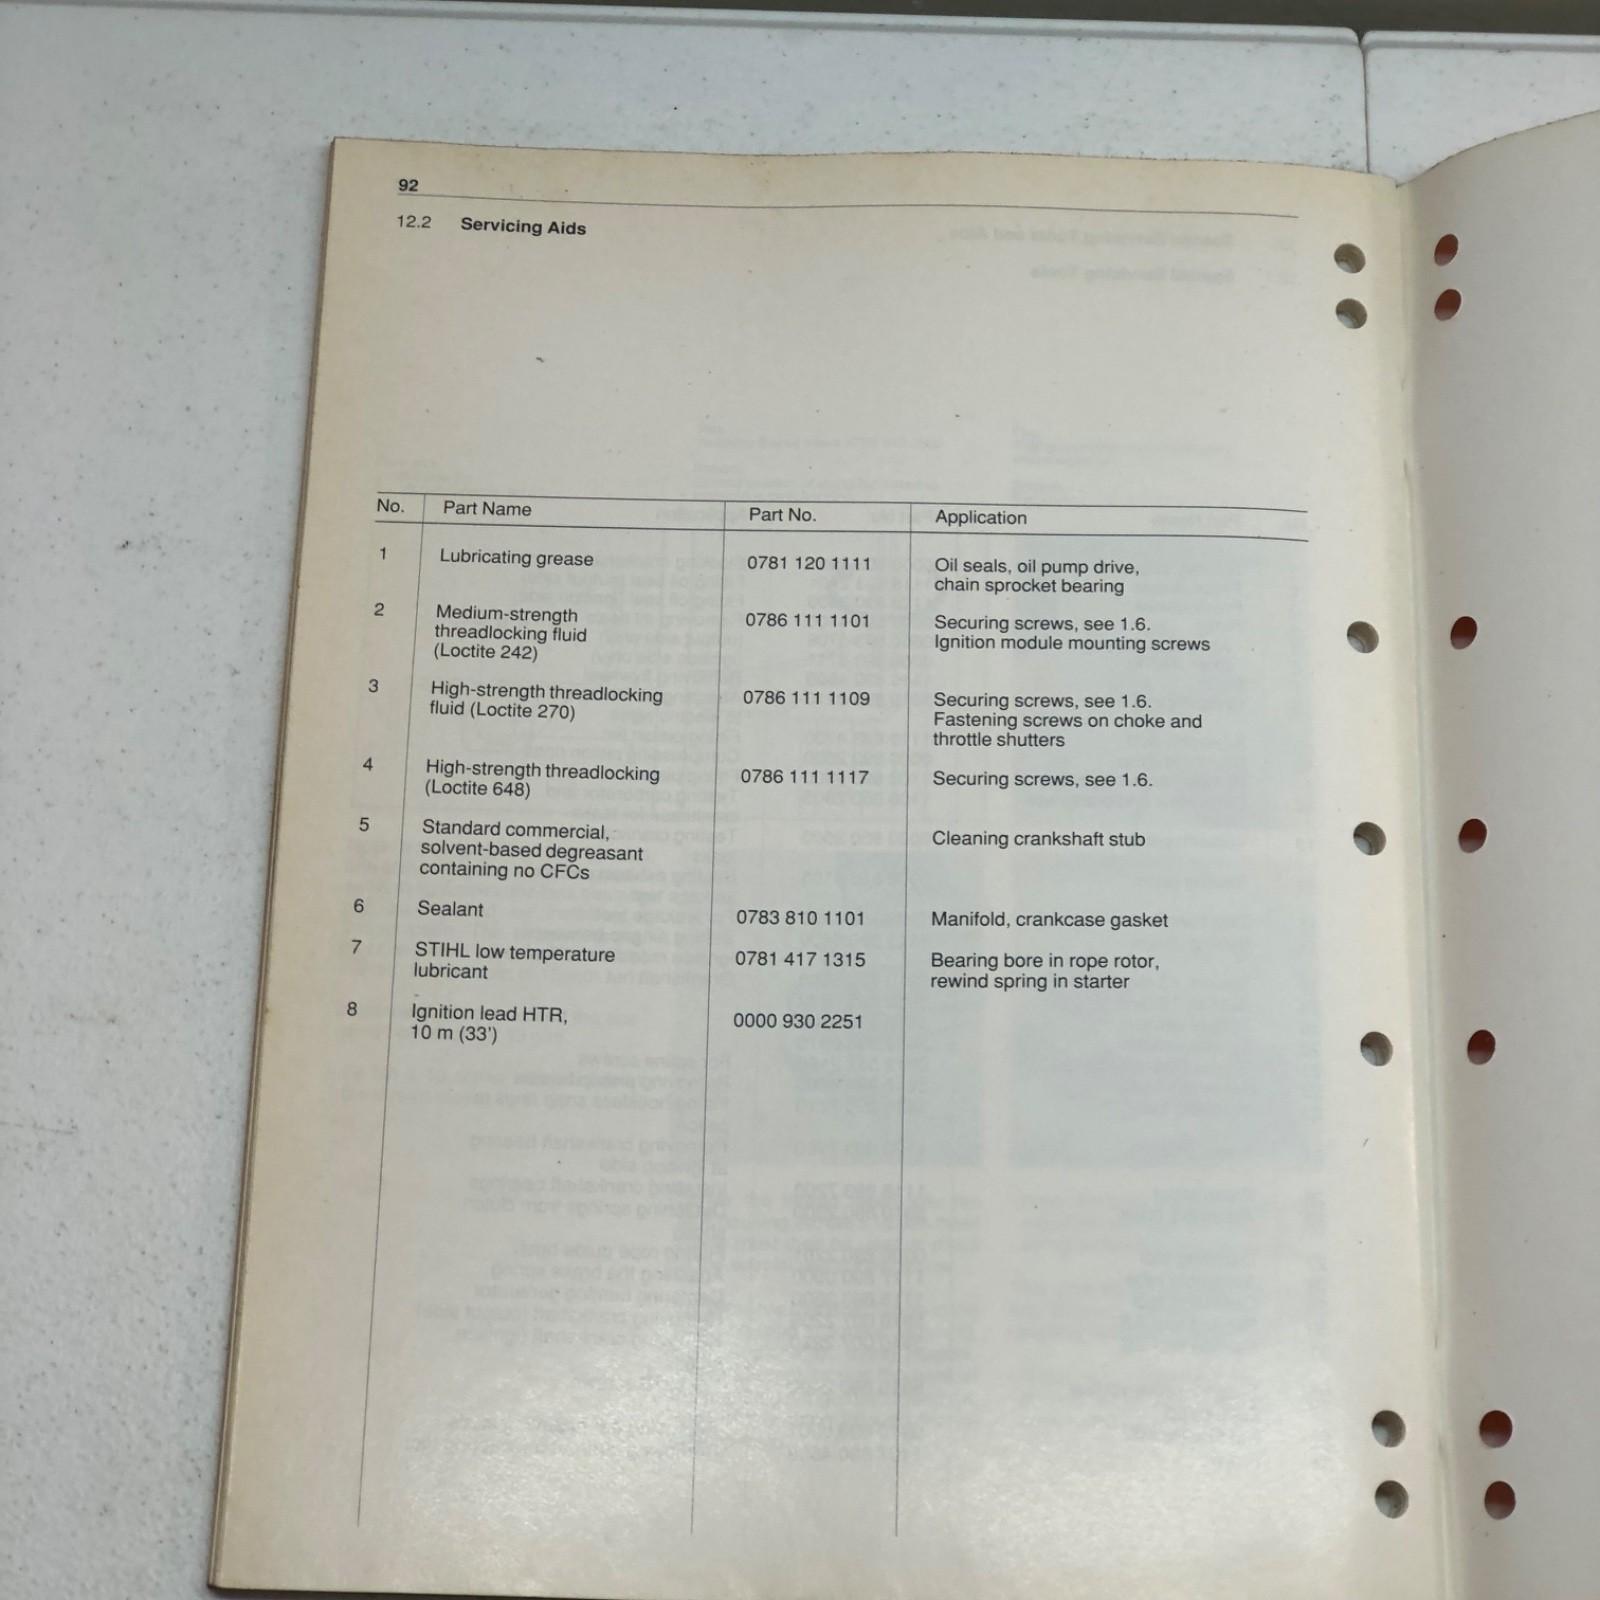 92
12.2 Servicing Aids
No. Part Name Part No. Application
1 Lubricating grease 0781 120 1111 Oil seals, oil pump drive,
chain sprocket bearing
2 Medium-strength 0786 111 1101 Securing screws, see 1.6.
threadlocking fluid Ignition module mounting screws
(Loctite 242)
3 High-strength threadlocking 0786 111 1109 Securing screws, see 1.6.
fluid (Loctite 270) Fastening screws on choke and
throttle shutters
4 High-strength threadlocking 0786 111 1117 Securing screws, see 1.6.
(Loctite 648)
5 Standard commercial, Cleaning crankshaft stub
solvent-based degreasant
containing no CFCs
6 Sealant 0783 810 1101 Manifold, crankcase gasket
7 STIHL low temperature 0781 417 1315 Bearing bore in rope rotor,
lubricant rewind spring in starter
8 Ignition lead HTR, 0000 930 2251
10 m (33')